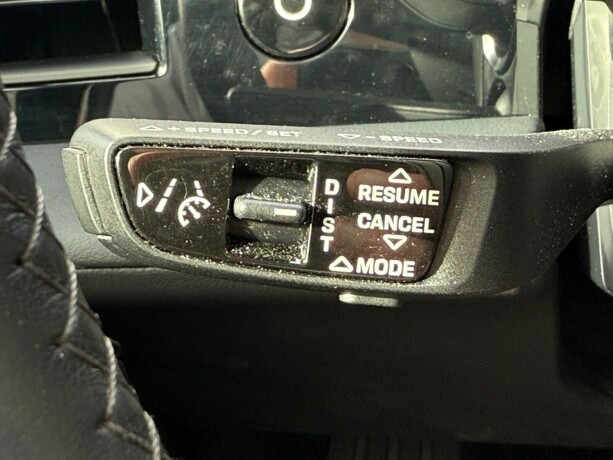 + SPEED / SET
- SPEED
DIST
RESUME
CANCEL
MODE